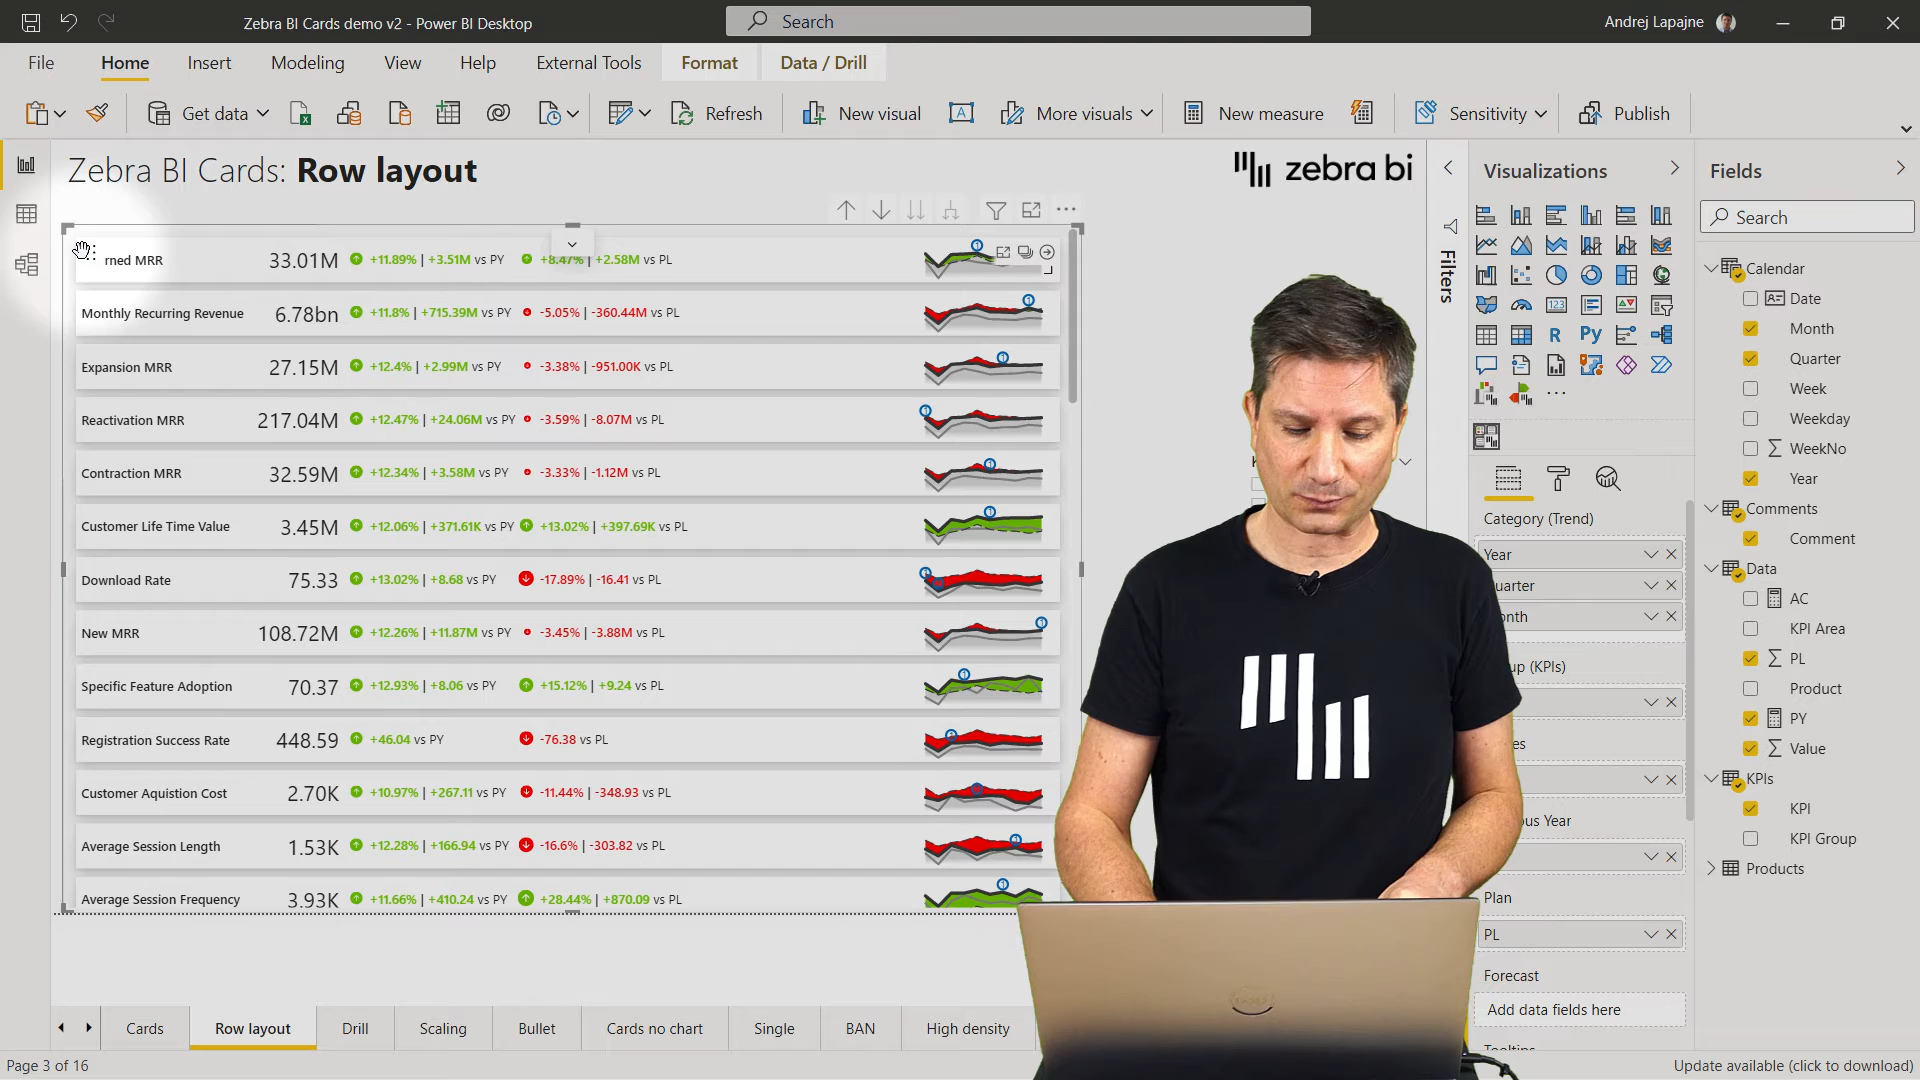 Zebra BI Cards demo v2 - Power BI Desktop
Search
Andrej Lapajne
File Home Insert Modeling View Help External Tools Format Data / Drill
Get data Refresh New visual More visuals New measure Sensitivity Publish
Zebra BI Cards: Row layout
zebra bi
rned MRR 33.01M +11.89% | +3.51M vs PY +8.47% | +2.58M vs PL
Monthly Recurring Revenue 6.78bn +11.8% | +715.39M vs PY -5.05% | -360.44M vs PL
Expansion MRR 27.15M +12.4% | +2.99M vs PY -3.38% | -951.00K vs PL
Reactivation MRR 217.04M +12.47% | +24.06M vs PY -3.59% | -8.07M vs PL
Contraction MRR 32.59M +12.34% | +3.58M vs PY -3.33% | -1.12M vs PL
Customer Life Time Value 3.45M +12.06% | +371.61K vs PY +13.02% | +397.69K vs PL
Download Rate 75.33 +13.02% | +8.68 vs PY -17.89% | -16.41 vs PL
New MRR 108.72M +12.26% | +11.87M vs PY -3.45% | -3.88M vs PL
Specific Feature Adoption 70.37 +12.93% | +8.06 vs PY +15.12% | +9.24 vs PL
Registration Success Rate 448.59 +46.04 vs PY -76.38 vs PL
Customer Aquistion Cost 2.70K +10.97% | +267.11 vs PY -11.44% | -348.93 vs PL
Average Session Length 1.53K +12.28% | +166.94 vs PY -16.6% | -303.82 vs PL
Average Session Frequency 3.93K +11.66% | +410.24 vs PY +28.44% | +870.09 vs PL
Filters
Visualizations
Category (Trend)
Year
uarter
onth
up (KPIs)
es
ous Year
Plan
PL
Forecast
Add data fields here
Tooltips
Fields
Search
Calendar
Date
Month
Quarter
Week
Weekday
WeekNo
Year
Comments
Comment
Data
AC
KPI Area
PL
Product
PY
Value
KPIs
KPI
KPI Group
Products
Cards Row layout Drill Scaling Bullet Cards no chart Single BAN High density
Page 3 of 16
Update available (click to download)